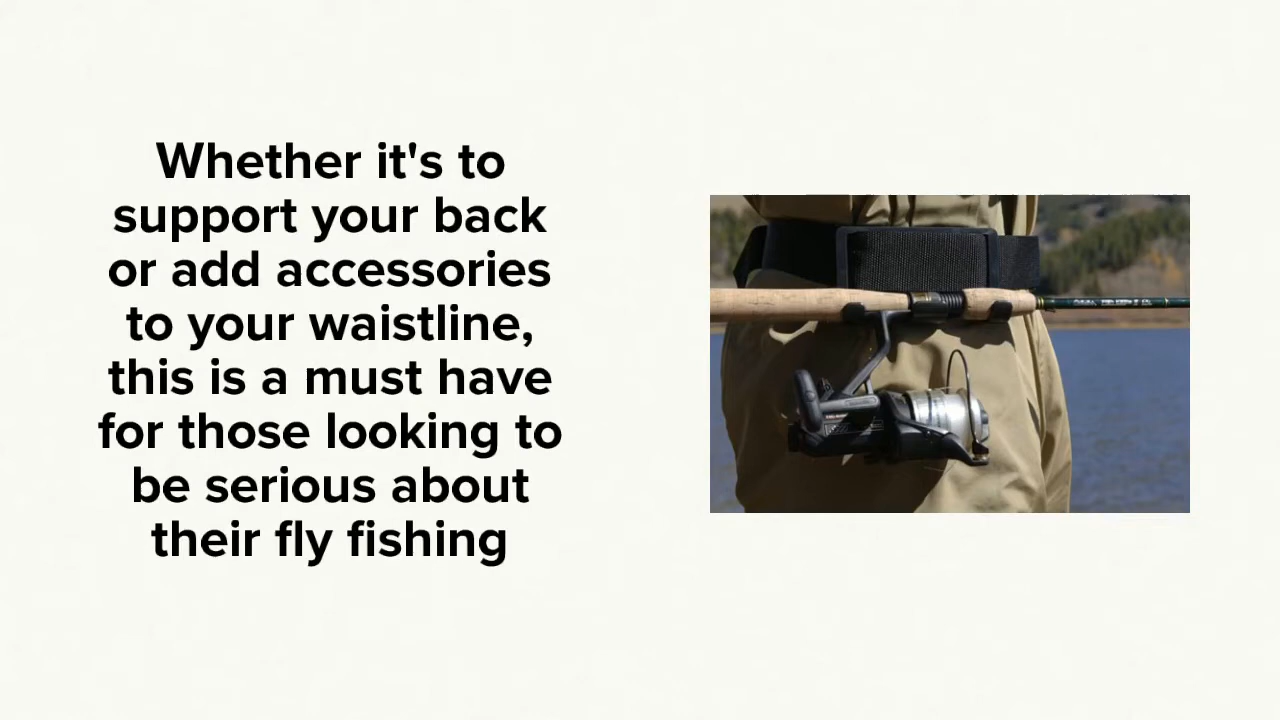 Whether it's to
support your back
or add accessories
to your waistline,
this is a must have
for those looking to
be serious about
their fly fishing